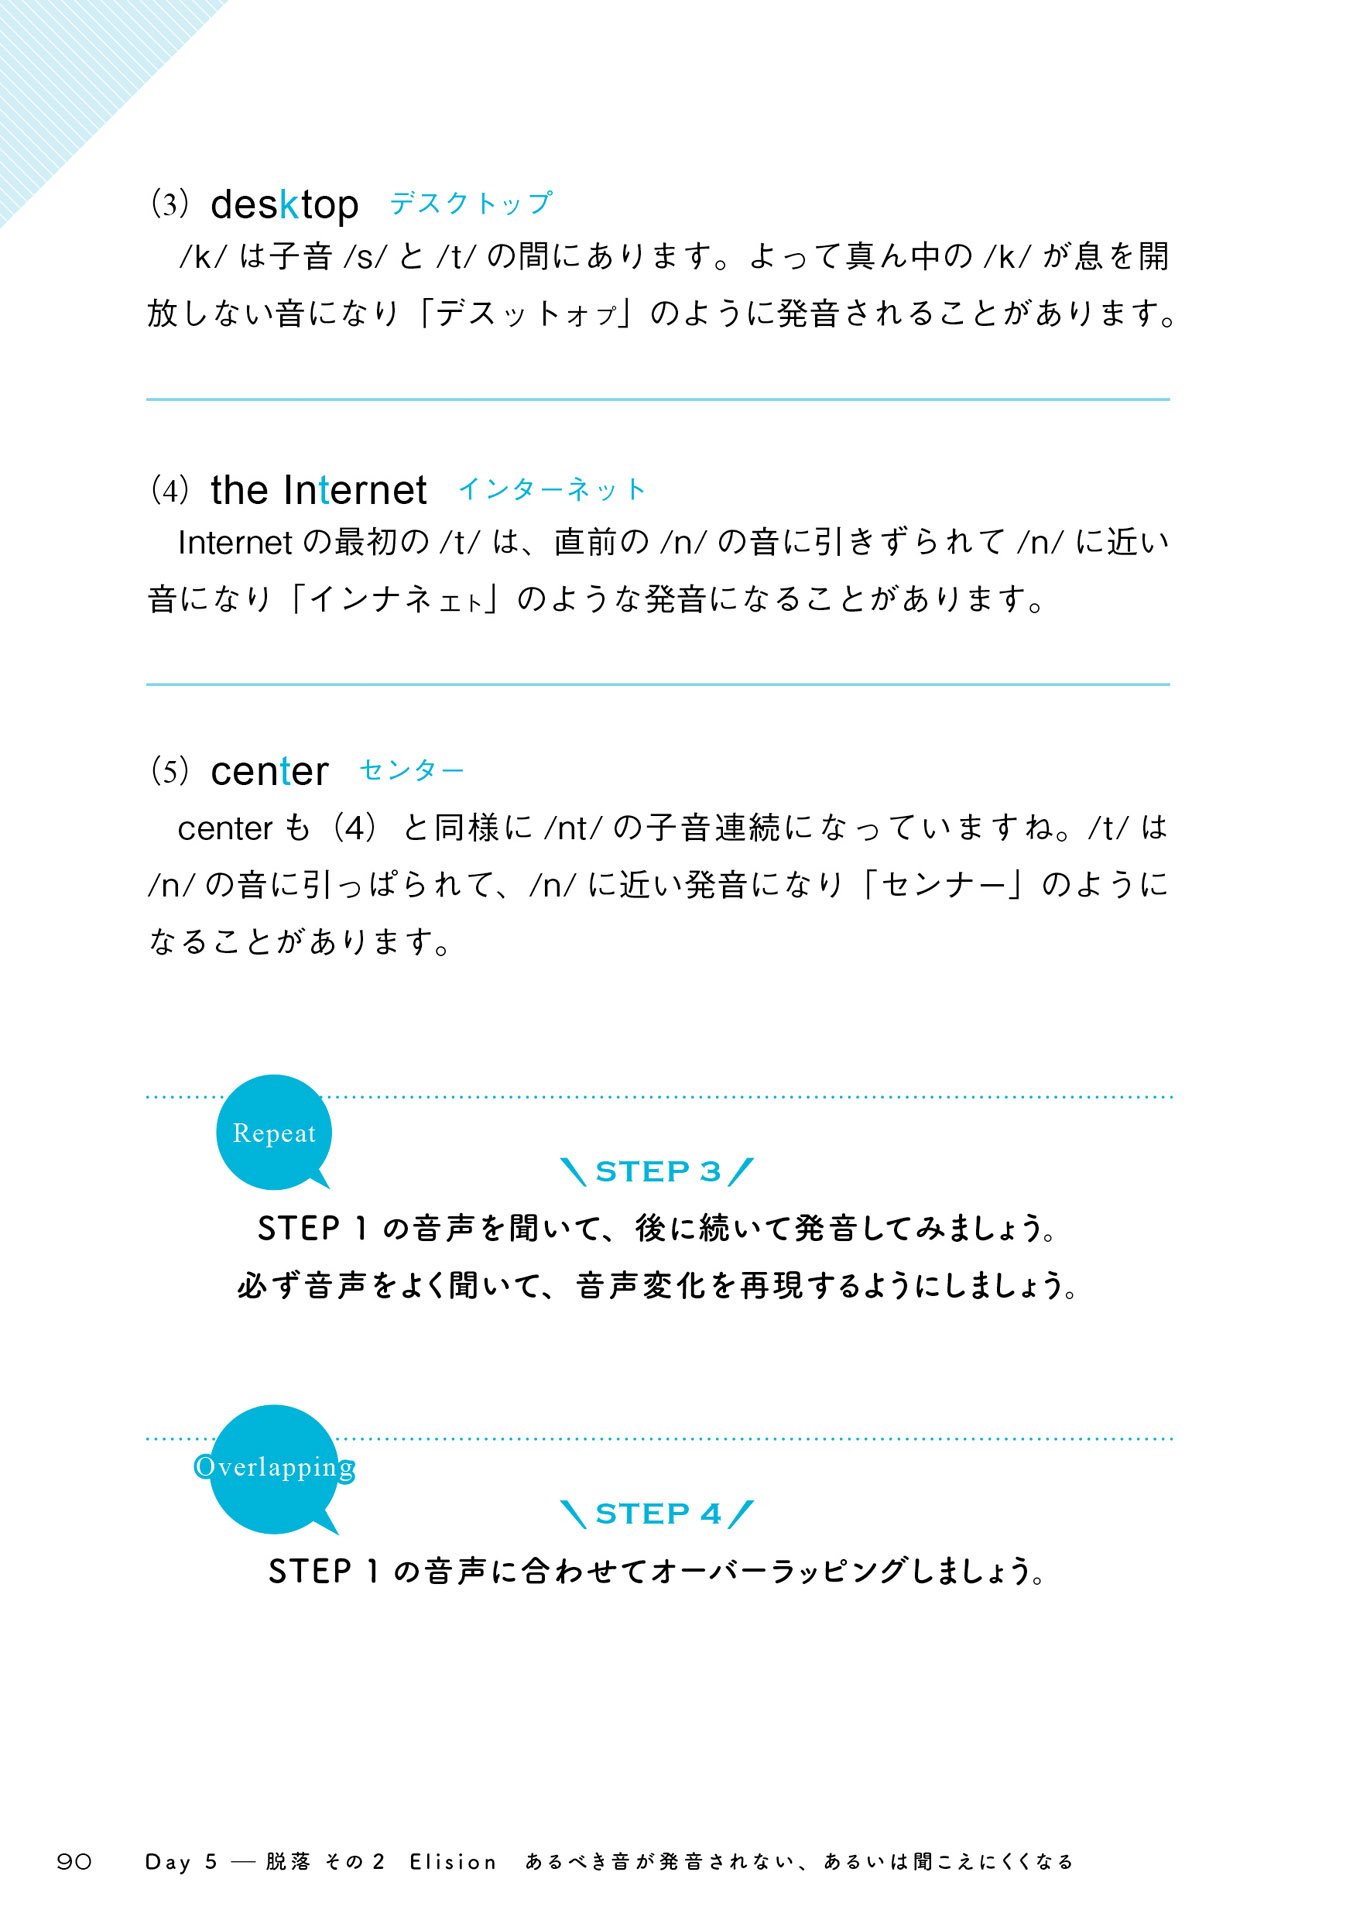 （3）desktop　デスクトップ
/k/ は子音 /s/ と /t/ の間にあります。よって真ん中の /k/ が息を開
放しない音になり「デスットォプ」のように発音されることがあります。
（4）the Internet　インターネット
Internet の最初の /t/ は、直前の /n/ の音に引きずられて /n/ に近い
音になり「インナネェト」のような発音になることがあります。
（5）center　センター
center も（4）と同様に /nt/ の子音連続になっていますね。/t/ は
/n/ の音に引っぱられて、/n/ に近い発音になり「センナー」のように
なることがあります。
Repeat
STEP 3
STEP 1 の音声を聞いて、後に続いて発音してみましょう。
必ず音声をよく聞いて、音声変化を再現するようにしましょう。
Overlapping
STEP 4
STEP 1 の音声に合わせてオーバーラッピングしましょう。
90　Day 5 ― 脱落 その2　Elision　あるべき音が発音されない、あるいは聞こえにくくなる